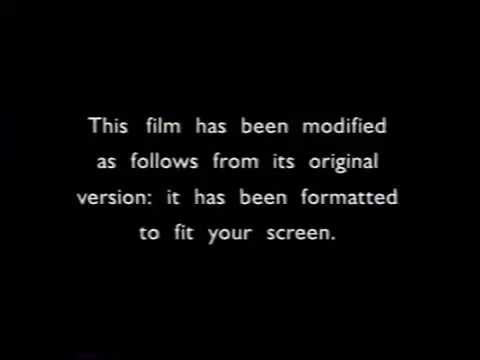 This film has been modified
as follows from its original
version: it has been formatted
to fit your screen.